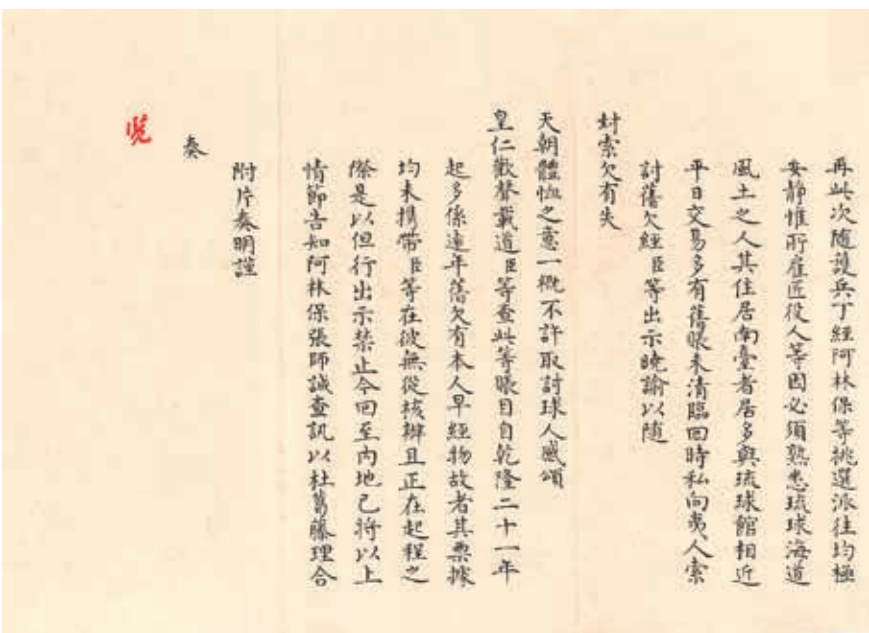 再此次隨護兵丁經阿林保等挑選派往均極
安靜惟所雇匠役人等因必須熟悉琉球海道
風土之人其住居南臺者居多與琉球館相近
平日交易多有舊賬未清臨回時私向夷人索
討舊欠經臣等出示曉諭以隨
封索欠有失
天朝體恤之意一概不許取討球人感頌
皇仁歡聲載道臣等查此等賬目自乾隆二十一年
起多係遠年舊欠有本人早經物故者其票據
均未攜帶臣等在彼無從核辦且正在起程之
際是以但行出示禁止今回至內地已將以上
情節告知阿林保張師誠查訊以杜葛藤理合
附片奏明謹
奏
覽